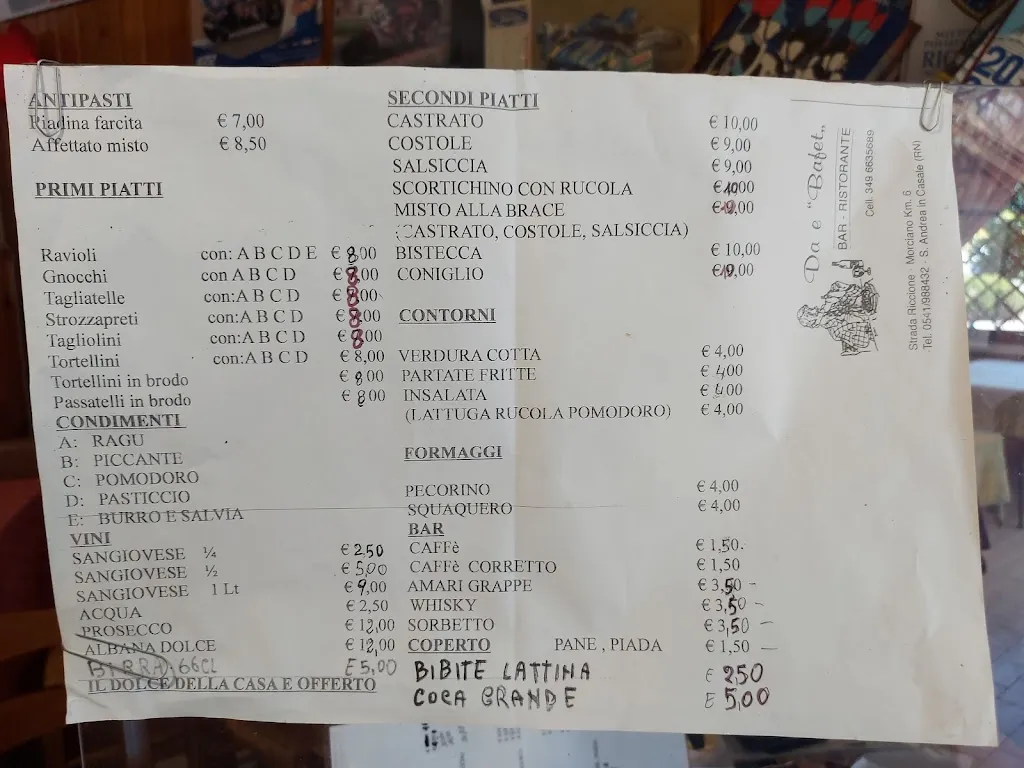 ANTIPASTI
Piadina farcita € 7,00
Affettato misto € 8,50
PRIMI PIATTI
Ravioli con: A B C D E € 8,00
Gnocchi con A B C D € 8,00
Tagliatelle con:A B C D € 8,00
Strozzapreti con:A B C D € 8,00
Tagliolini con:A B C D € 8,00
Tortellini con:A B C D € 8,00
Tortellini in brodo € 8,00
Passatelli in brodo € 8,00
CONDIMENTI
A: RAGU
B: PICCANTE
C: POMODORO
D: PASTICCIO
E: BURRO E SALVIA
VINI
SANGIOVESE ¼ € 2,50
SANGIOVESE ½ € 5,00
SANGIOVESE 1 Lt € 9,00
ACQUA € 2,50
PROSECCO € 12,00
ALBANA DOLCE € 12,00
BIRRA 66CL £ 5,00
IL DOLCE DELLA CASA E OFFERTO
SECONDI PIATTI
CASTRATO € 10,00
COSTOLE € 9,00
SALSICCIA € 9,00
SCORTICHINO CON RUCOLA
MISTO ALLA BRACE
(CASTRATO, COSTOLE, SALSICCIA)
BISTECCA € 10,00
CONIGLIO
CONTORNI
VERDURA COTTA € 4,00
PARTATE FRITTE € 4,00
INSALATA € 4,00
(LATTUGA RUCOLA POMODORO) € 4,00
FORMAGGI
PECORINO € 4,00
SQUAQUERO € 4,00
BAR
CAFFè € 1,50
CAFFè CORRETTO € 1,50
AMARI GRAPPE € 3,50 -
WHISKY € 3,50 -
SORBETTO € 3,50 -
COPERTO PANE , PIADA € 1,50 -
BIBITE LATTINA € 2,50
COCA GRANDE £ 5,00
Da e "Bafet„
BAR - RISTORANTE
Cell. 349 6635689
Strada Riccione - Morciano Km. 6
Tel. 0541/988432 - S. Andrea in Casale (RN)